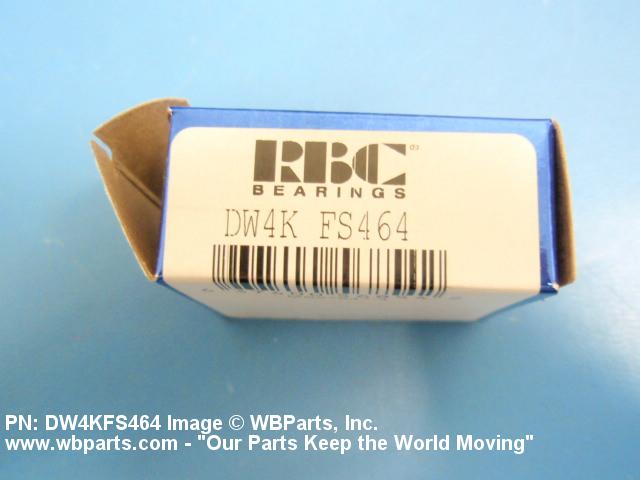 RBC®
BEARINGS
DW4K FS464
PN: DW4KFS464 Image © WBParts, Inc.
www.wbparts.com - "Our Parts Keep the World Moving"